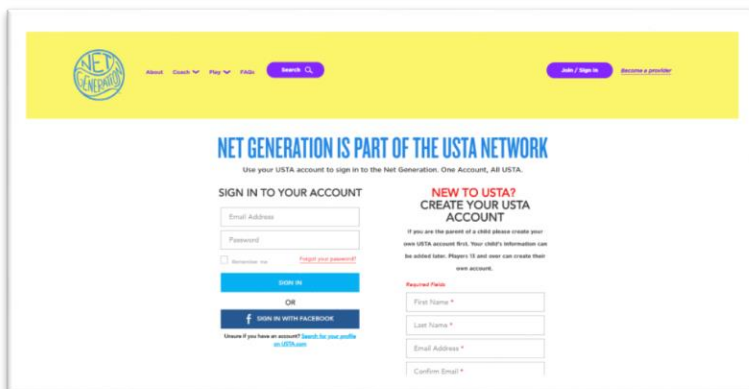 NET
GENERATION
About Coach Play FAQs Search Join / Sign In Become a provider
NET GENERATION IS PART OF THE USTA NETWORK
Use your USTA account to sign in to the Net Generation. One Account, All USTA.
SIGN IN TO YOUR ACCOUNT
Email Address
Password
Remember me Forgot your password?
SIGN IN
OR
f SIGN IN WITH FACEBOOK
Unsure if you have an account? Search for your profile
on USTA.com
NEW TO USTA?
CREATE YOUR USTA
ACCOUNT
If you are the parent of a child please create your
own USTA account first. Your child's information can
be added later. Players 13 and over can create their
own account.
Required Fields
First Name *
Last Name *
Email Address *
Confirm Email *